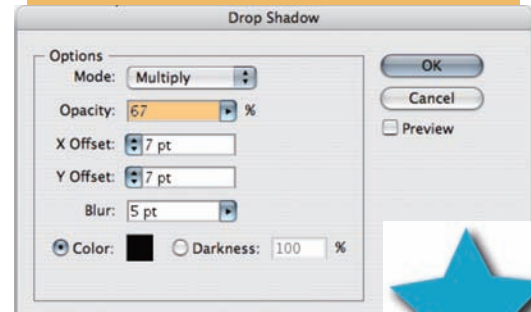 Drop Shadow
Options
Mode: Multiply
Opacity: 67 %
X Offset: 7 pt
Y Offset: 7 pt
Blur: 5 pt
Color: Darkness: 100 %
OK
Cancel
Preview